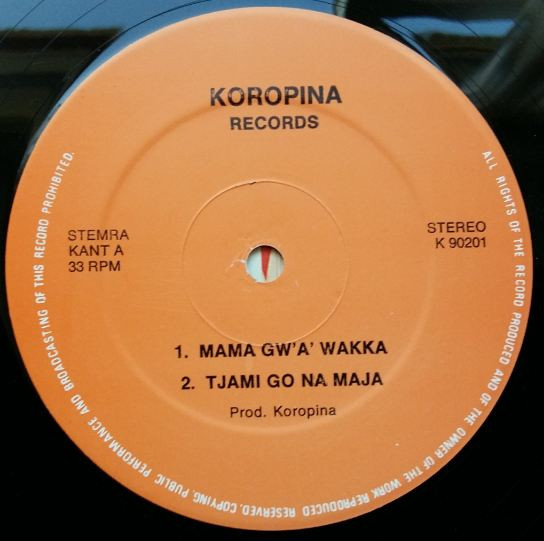 KOROPINA
RECORDS
STEMRA
KANT A
33 RPM
STEREO
K 90201
1. MAMA GW'A' WAKKA
2. TJAMI GO NA MAJA
Prod. Koropina
ALL RIGHTS OF THE RECORD PRODUCED AND OF THE OWNER OF THE WORK REPRODUCED RESERVED. COPYING, PUBLIC PERFORMANCE AND BROADCASTING OF THIS RECORD PROHIBITED.